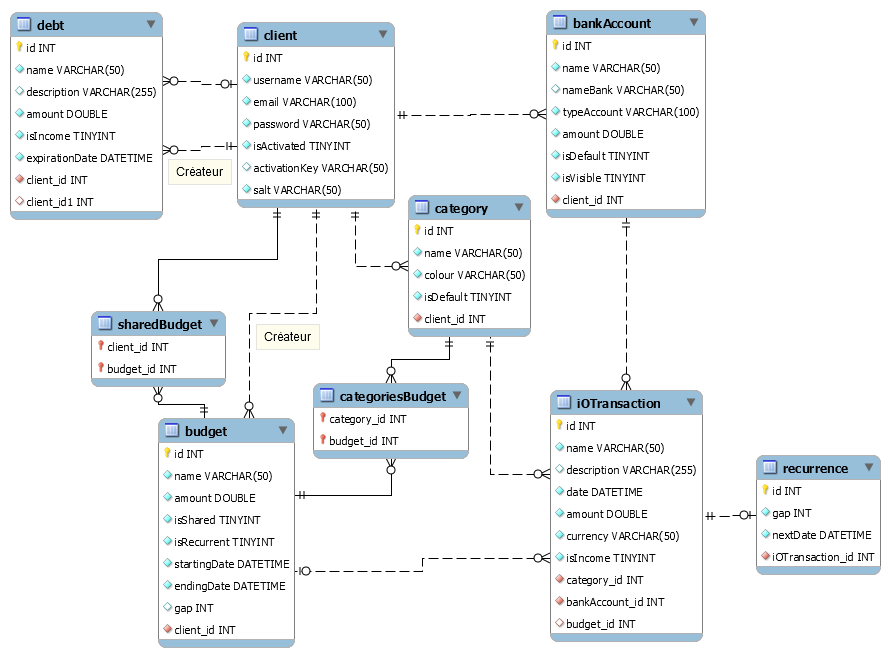 debt
id INT
name VARCHAR(50)
description VARCHAR(255)
amount DOUBLE
isIncome TINYINT
expirationDate DATETIME
client_id INT
client_id1 INT
client
id INT
username VARCHAR(50)
email VARCHAR(100)
password VARCHAR(50)
isActivated TINYINT
activationKey VARCHAR(50)
salt VARCHAR(50)
bankAccount
id INT
name VARCHAR(50)
nameBank VARCHAR(50)
typeAccount VARCHAR(100)
amount DOUBLE
isDefault TINYINT
isVisible TINYINT
client_id INT
Créateur
category
id INT
name VARCHAR(50)
colour VARCHAR(50)
isDefault TINYINT
client_id INT
sharedBudget
client_id INT
budget_id INT
Créateur
categoriesBudget
category_id INT
budget_id INT
budget
id INT
name VARCHAR(50)
amount DOUBLE
isShared TINYINT
isRecurrent TINYINT
startingDate DATETIME
endingDate DATETIME
gap INT
client_id INT
iOTransaction
id INT
name VARCHAR(50)
description VARCHAR(255)
date DATETIME
amount DOUBLE
currency VARCHAR(50)
isIncome TINYINT
category_id INT
bankAccount_id INT
budget_id INT
recurrence
id INT
gap INT
nextDate DATETIME
iOTransaction_id INT